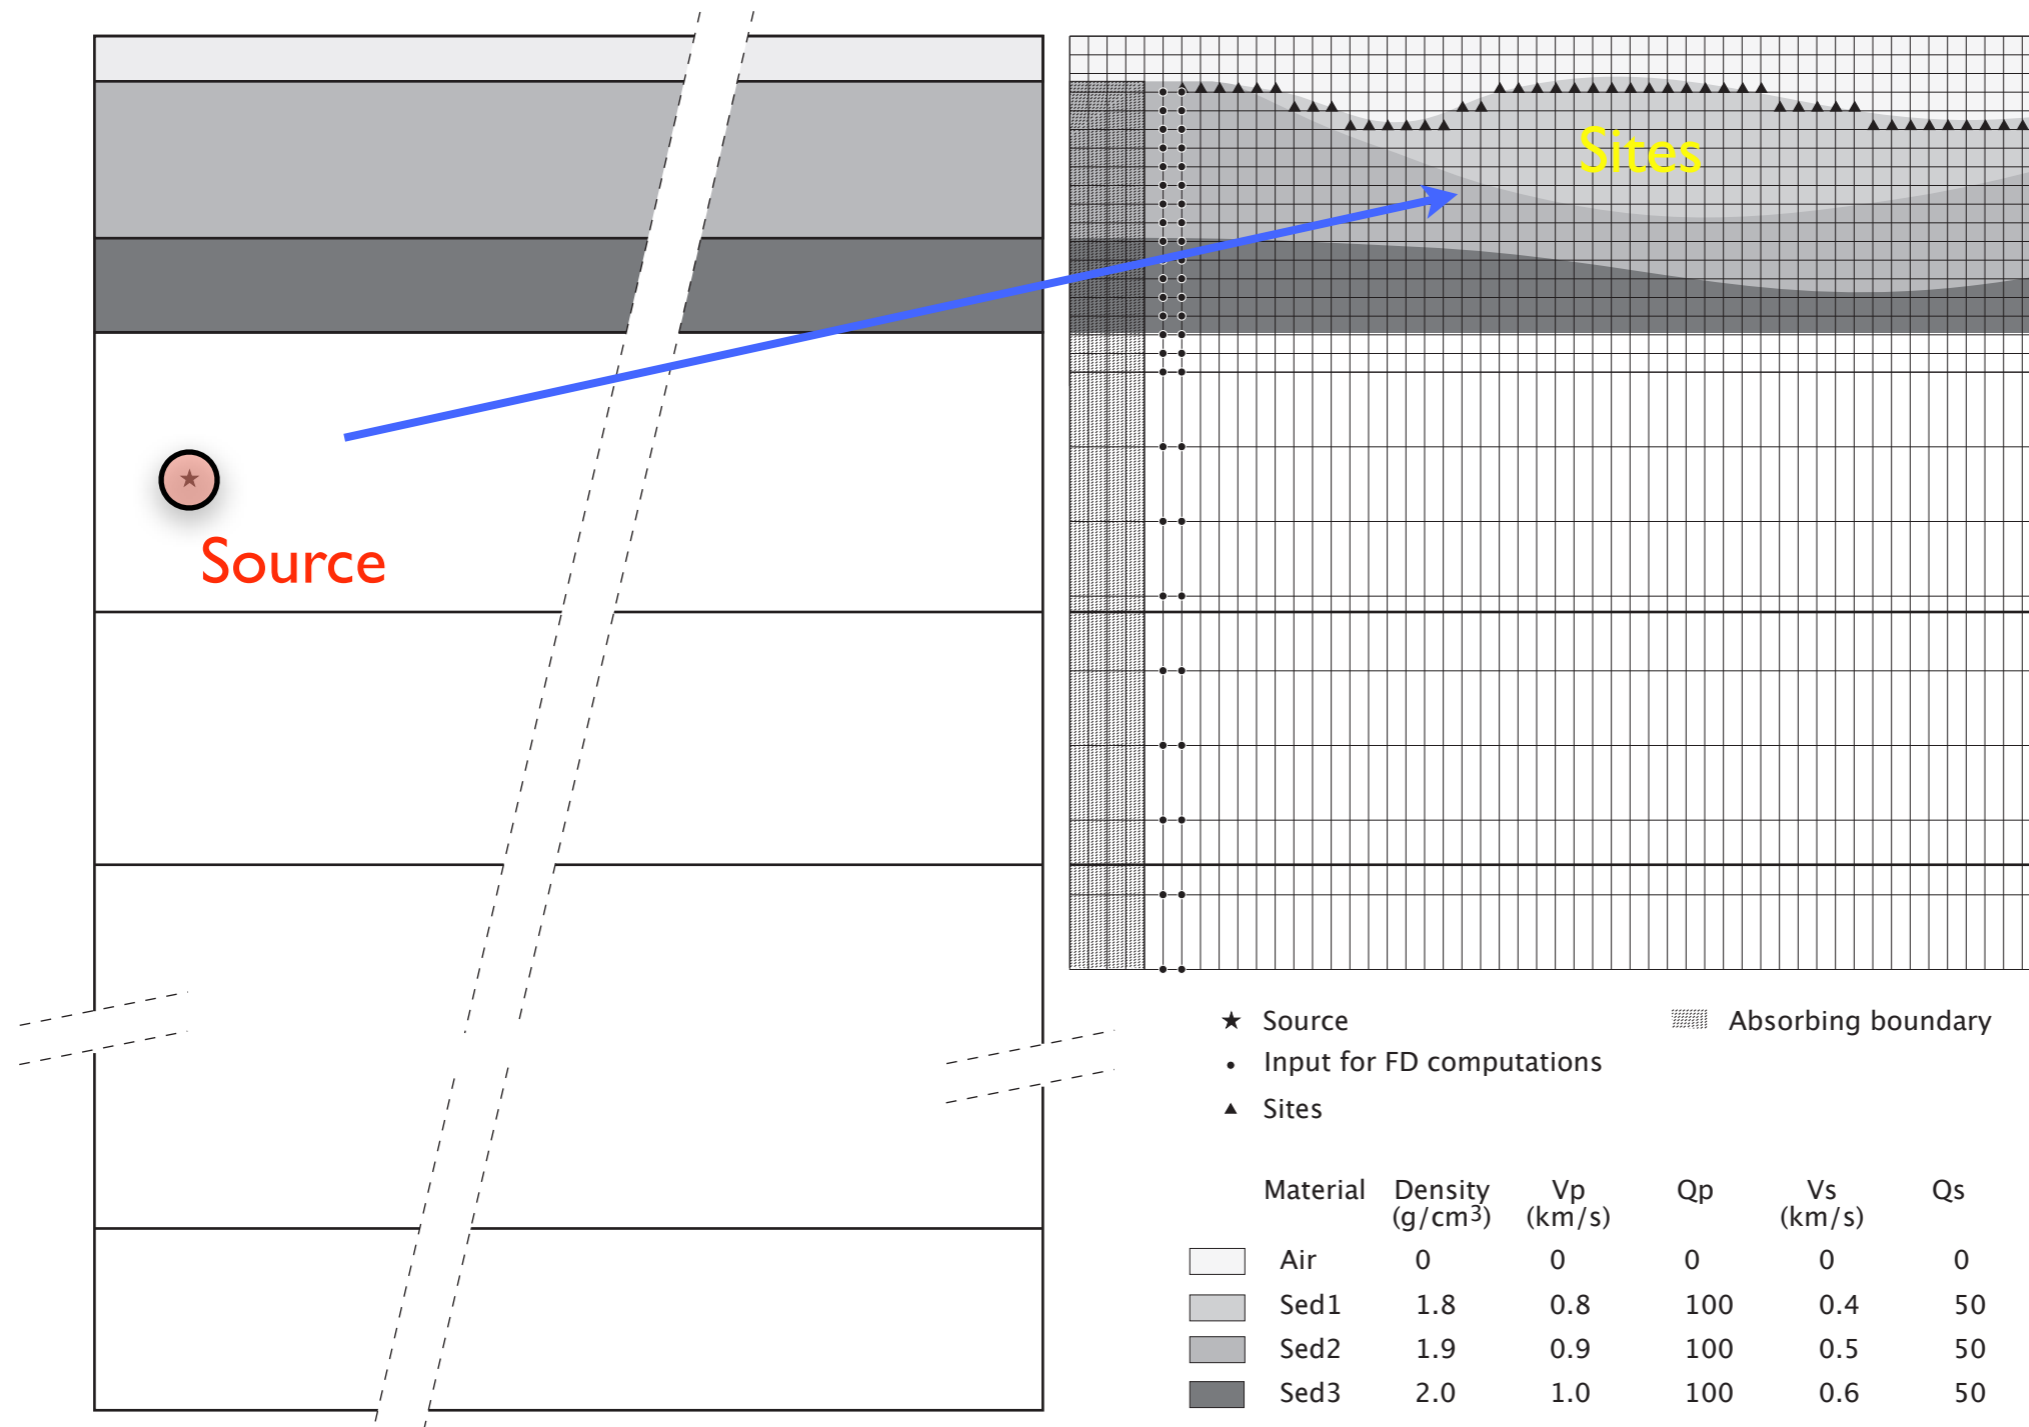 Sites
Source
★ Source
Absorbing boundary
• Input for FD computations
▲ Sites
Material Density Vp Qp Vs Qs
(g/cm3) (km/s) (km/s)
Air 0 0 0 0 0
Sed1 1.8 0.8 100 0.4 50
Sed2 1.9 0.9 100 0.5 50
Sed3 2.0 1.0 100 0.6 50